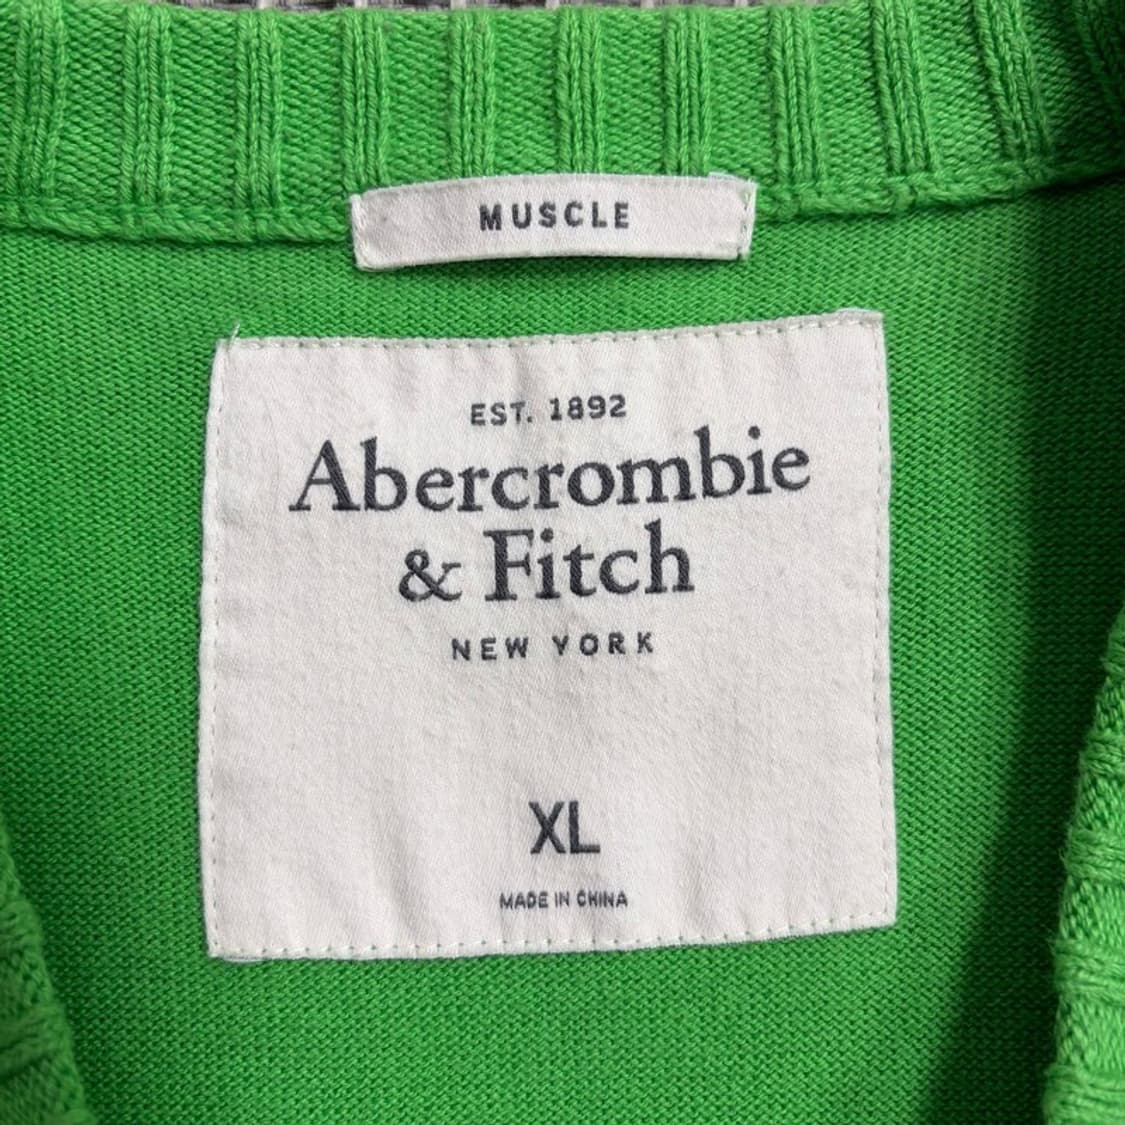 MUSCLE
EST. 1892
Abercrombie
& Fitch
NEW YORK
XL
MADE IN CHINA